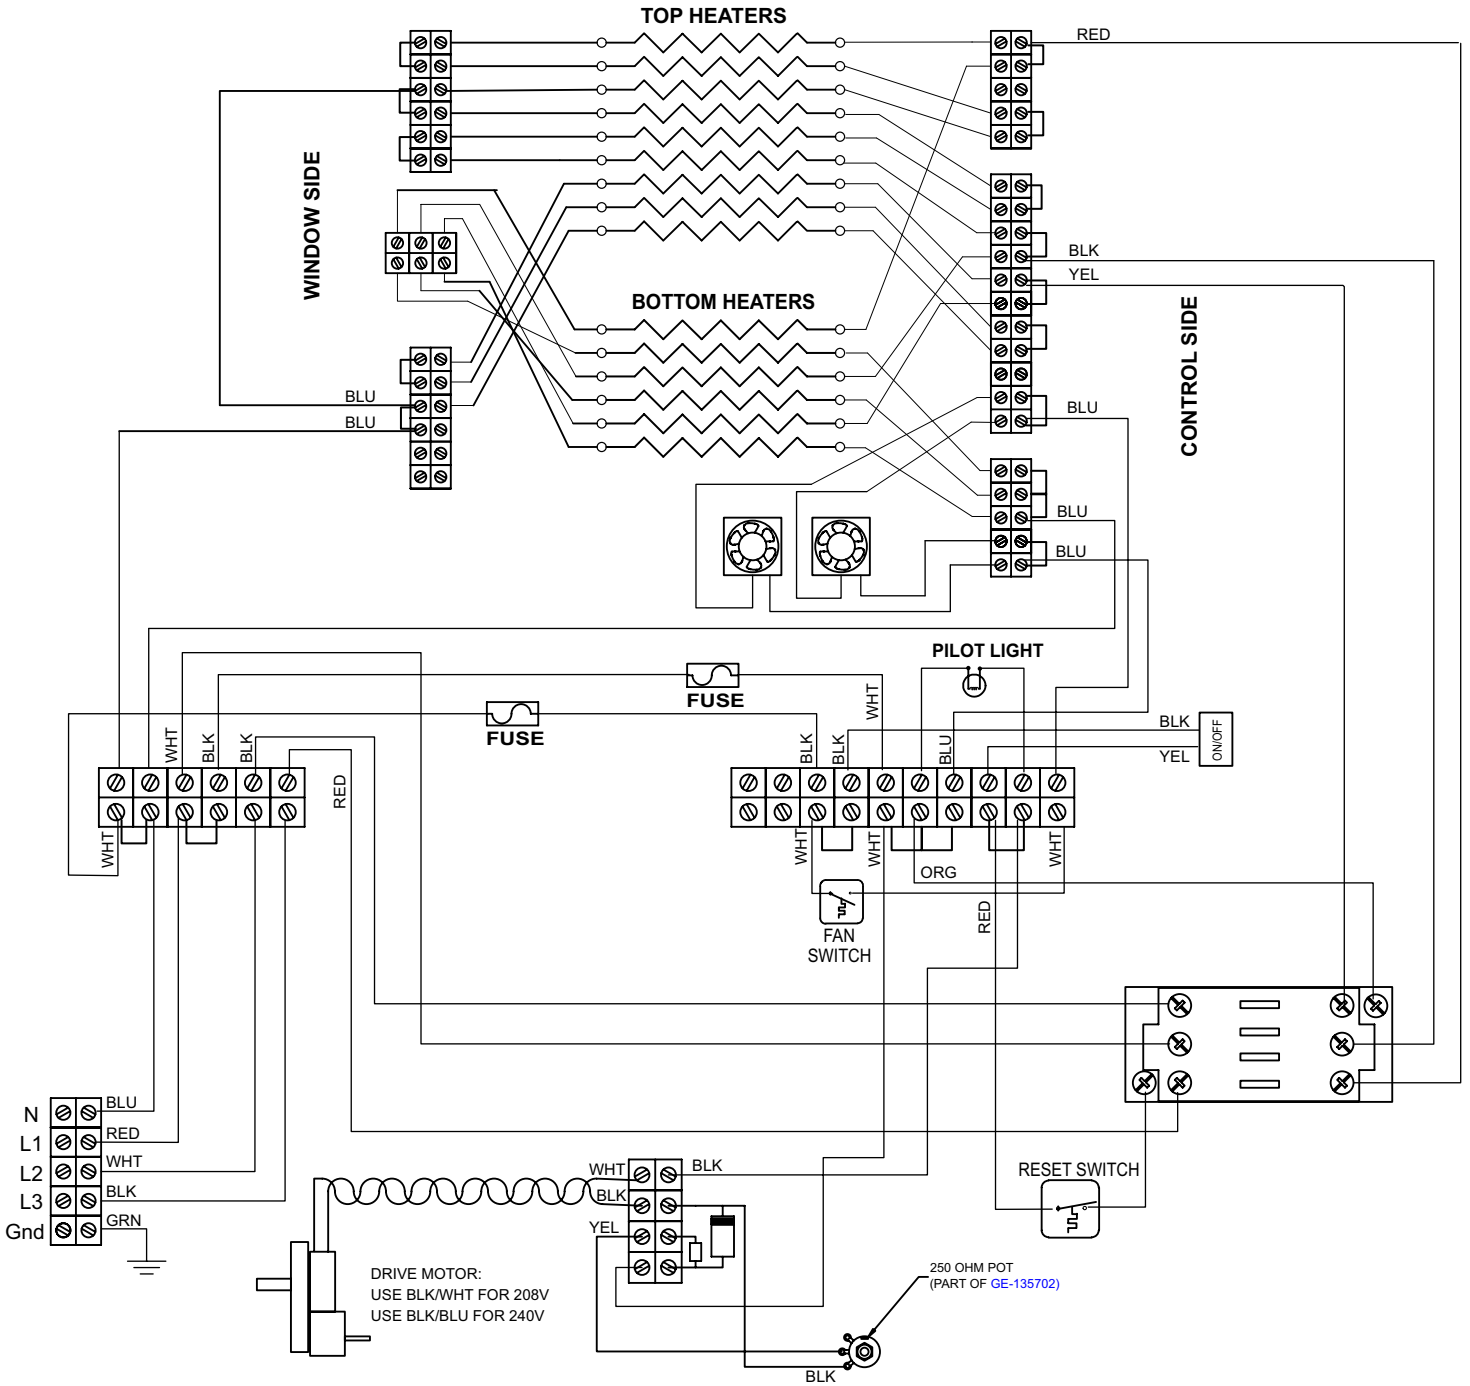 TOP HEATERS
RED
WINDOW SIDE
BLK
YEL
BOTTOM HEATERS
CONTROL SIDE
BLU
BLU
BLU
BLU
BLU
PILOT LIGHT
FUSE
FUSE
WHT
BLK
YEL
ON/OFF
WHT
BLK
BLK
RED
BLK
BLK
BLU
WHT
WHT
WHT
WHT
ORG
RED
FAN
SWITCH
N
BLU
L1
RED
L2
WHT
L3
BLK
Gnd
GRN
WHT
BLK
BLK
YEL
RESET SWITCH
DRIVE MOTOR:
USE BLK/WHT FOR 208V
USE BLK/BLU FOR 240V
250 OHM POT
(PART OF GE-135702)
BLK